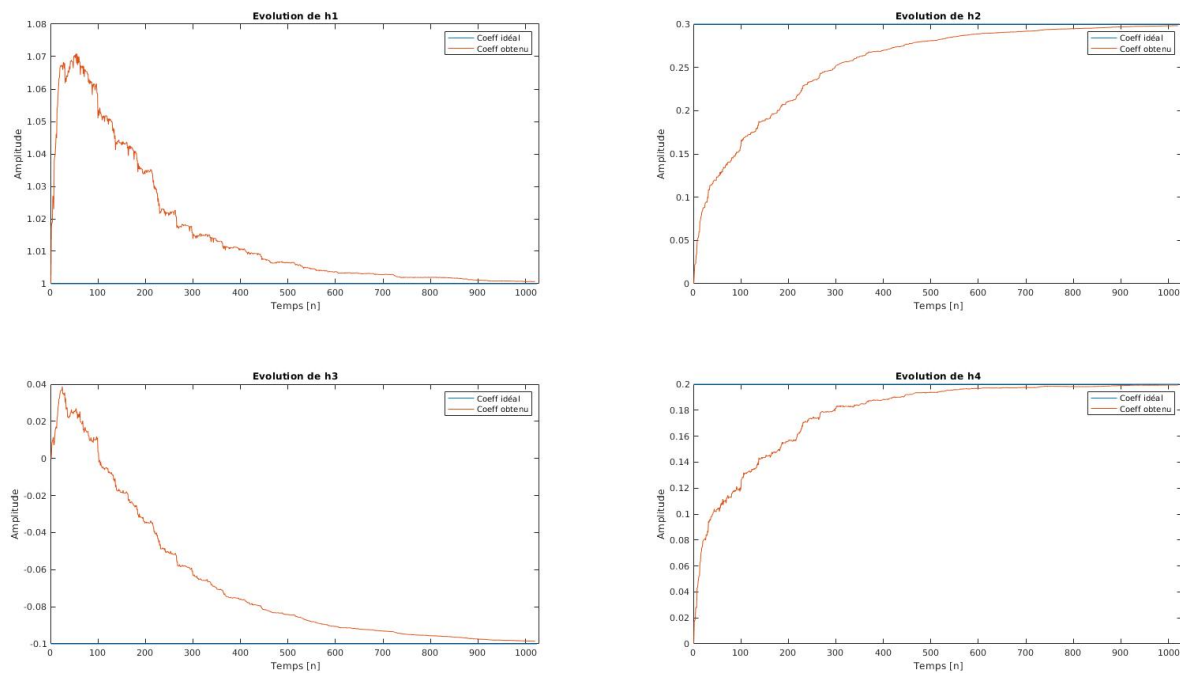 Evolution de h1
1.08
1.07
1.06
1.05
1.04
1.03
1.02
1.01
1
Amplitude
Coeff idéal
Coeff obtenu
0 100 200 300 400 500 600 700 800 900 1000
Temps [n]
Evolution de h2
0.3
0.25
0.2
0.15
0.1
0.05
0
Amplitude
Coeff idéal
Coeff obtenu
0 100 200 300 400 500 600 700 800 900 1000
Temps [n]
Evolution de h3
0.04
0.02
0
-0.02
-0.04
-0.06
-0.08
-0.1
Amplitude
Coeff idéal
Coeff obtenu
0 100 200 300 400 500 600 700 800 900 1000
Temps [n]
Evolution de h4
0.2
0.18
0.16
0.14
0.12
0.1
0.08
0.06
0.04
0.02
0
Amplitude
Coeff idéal
Coeff obtenu
0 100 200 300 400 500 600 700 800 900 1000
Temps [n]